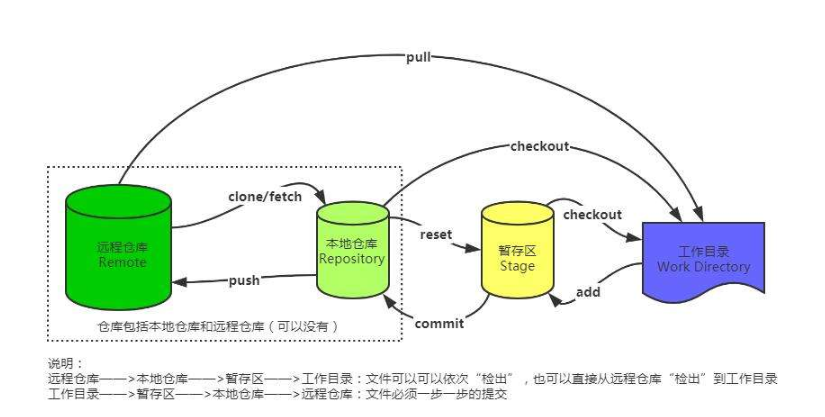 pull
checkout
clone/fetch
远程仓库
Remote
本地仓库
Repository
reset
暂存区
Stage
checkout
工作目录
Work Directory
push
add
commit
仓库包括本地仓库和远程仓库（可以没有）
说明：
远程仓库——>本地仓库——>暂存区——>工作目录：文件可以可以依次“检出”，也可以直接从远程仓库“检出”到工作目录
工作目录——>暂存区——>本地仓库——>远程仓库：文件必须一步一步的提交